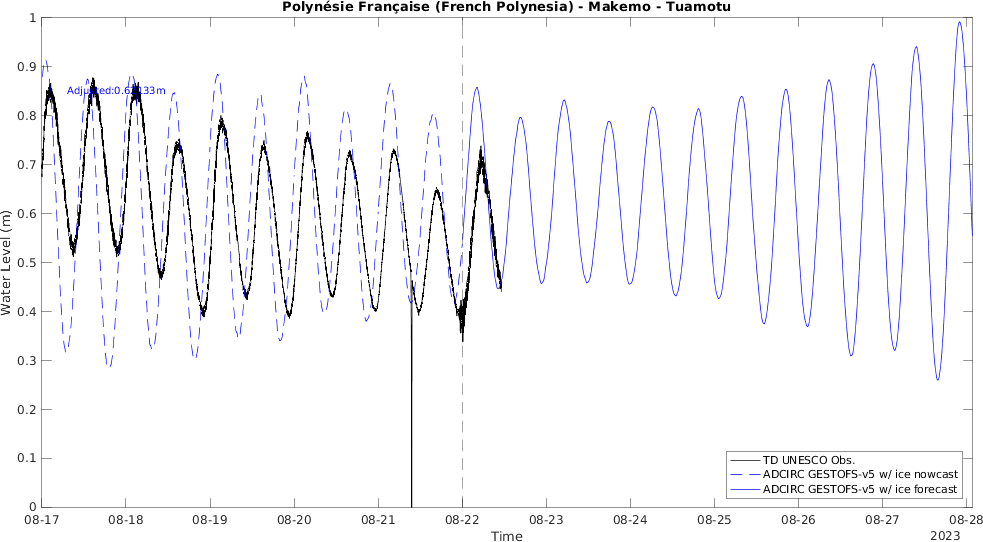 Polynésie Française (French Polynesia) - Makemo - Tuamotu
1
0.9
0.8
0.7
0.6
0.5
0.4
0.3
0.2
0.1
0
Water Level (m)
TD UNESCO Obs.
ADCIRC GESTOFS-v5 w/ ice nowcast
ADCIRC GESTOFS-v5 w/ ice forecast
08-17 08-18 08-19 08-20 08-21 08-22 08-23 08-24 08-25 08-26 08-27 08-28
Time
2023